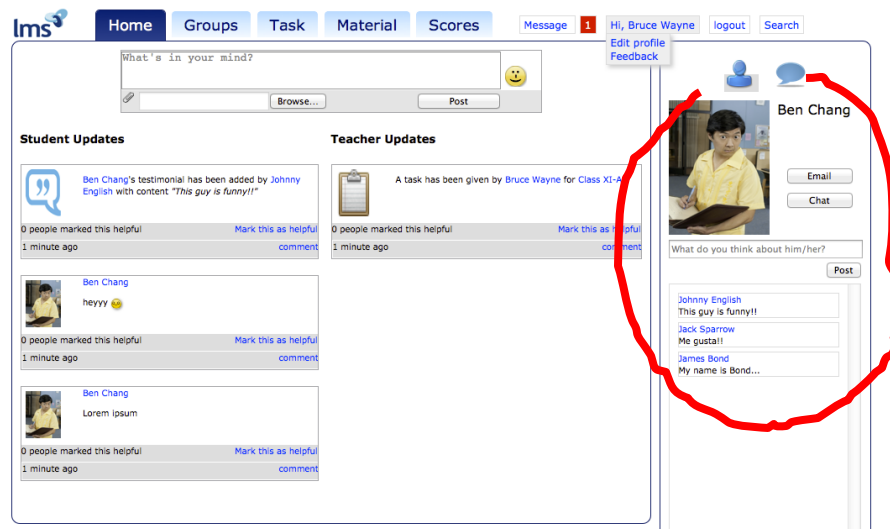 lms
Home Groups Task Material Scores Message 1 Hi, Bruce Wayne logout Search
Edit profile
Feedback
What's in your mind?
Browse... Post
Student Updates
Ben Chang's testimonial has been added by Johnny
English with content "This guy is funny!!"
0 people marked this helpful Mark this as helpful
1 minute ago comment
Ben Chang
heyyy
0 people marked this helpful Mark this as helpful
1 minute ago comment
Ben Chang
Lorem ipsum
0 people marked this helpful Mark this as helpful
1 minute ago comment
Teacher Updates
A task has been given by Bruce Wayne for Class XI-A
0 people marked this helpful Mark this as helpful
1 minute ago comment
Ben Chang
Email
Chat
What do you think about him/her?
Post
Johnny English
This guy is funny!!
Jack Sparrow
Me gusta!!
James Bond
My name is Bond...